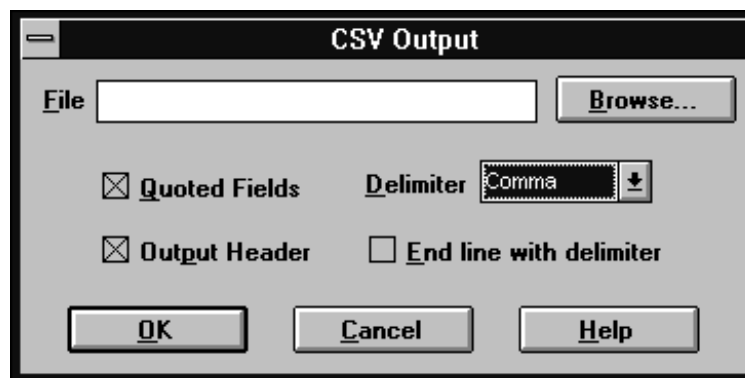 CSV Output
File Browse...
Quoted Fields Delimiter Comma
Output Header End line with delimiter
OK Cancel Help